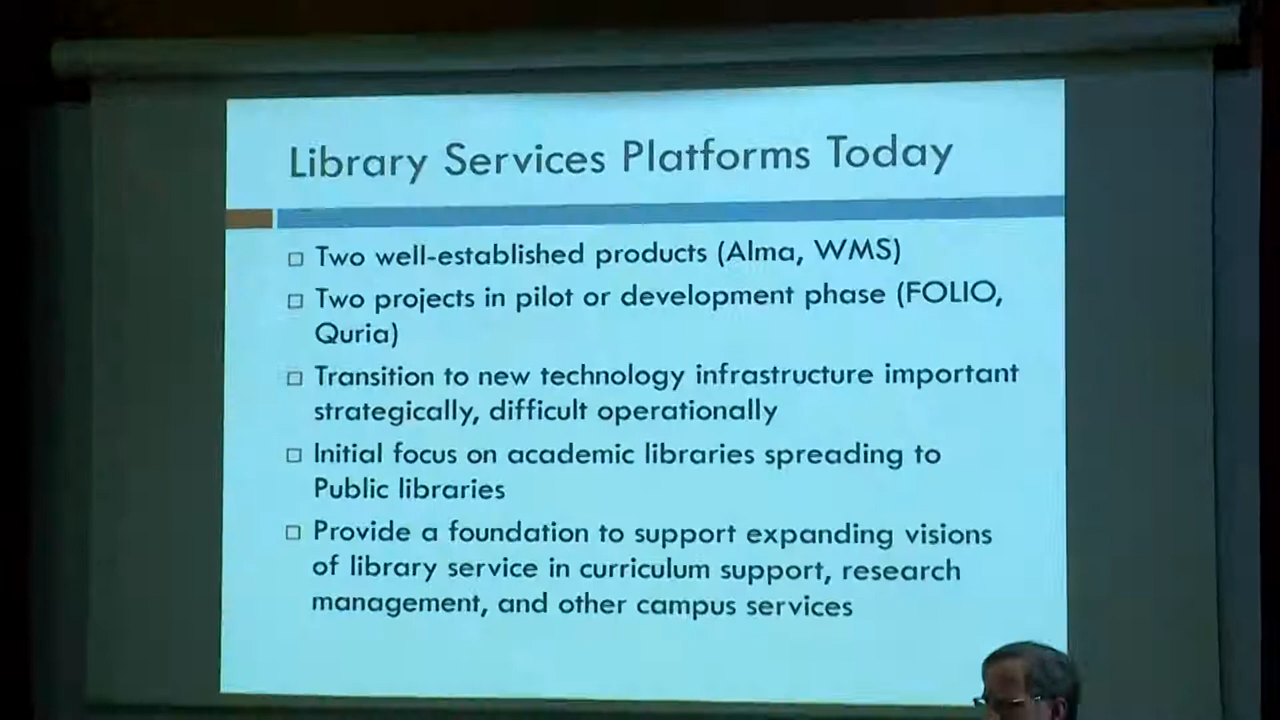 Library Services Platforms Today
Two well-established products (Alma, WMS)
Two projects in pilot or development phase (FOLIO,
Quria)
Transition to new technology infrastructure important
strategically, difficult operationally
Initial focus on academic libraries spreading to
Public libraries
Provide a foundation to support expanding visions
of library service in curriculum support, research
management, and other campus services